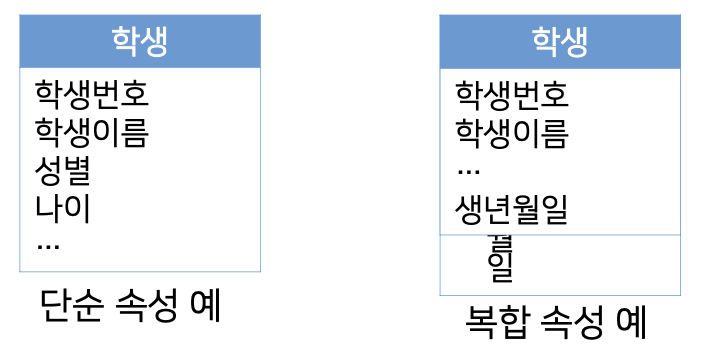 학생
학생번호
학생이름
성별
나이
...
단순 속성 예
학생
학생번호
학생이름
...
생년월일
월
일
복합 속성 예